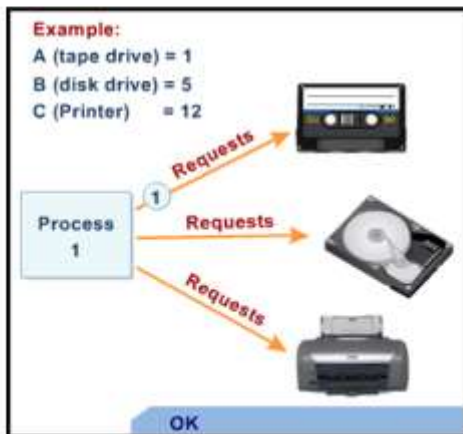 Example:
A (tape drive) = 1
B (disk drive) = 5
C (Printer) = 12
Requests
1
Process
1
Requests
Requests
OK